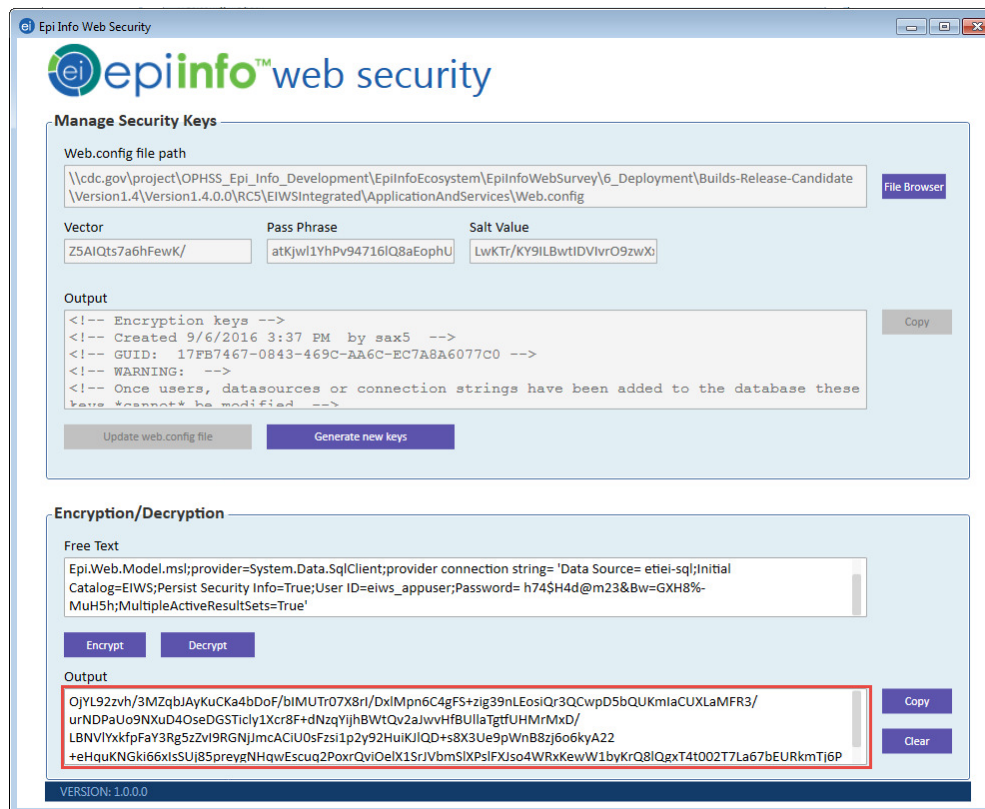 Epi Info Web Security
epiinfo™ web security
Manage Security Keys
Web.config file path
\\cdc.gov\project\OPHSS_Epi_Info_Development\EpiInfoEcosystem\EpiInfoWebSurvey\6_Deployment\Builds-Release-Candidate
\Version1.4\Version1.4.0.0\RC5\EIWSIntegrated\ApplicationAndServices\Web.config
File Browser
Vector Pass Phrase Salt Value
Z5AIQts7a6hFewK/ atKjwl1YhPv94716lQ8aEophU LwKTr/KY9ILBwtIDVIvrO9zwX
Output
<!-- Encryption keys -->
<!-- Created 9/6/2016 3:37 PM  by sax5  -->
<!-- GUID:  17FB7467-0843-469C-AA6C-EC7A8A6077C0 -->
<!-- WARNING:  -->
<!-- Once users, datasources or connection strings have been added to the database these
keys *cannot* be modified  -->
Copy
Update web.config file Generate new keys
Encryption/Decryption
Free Text
Epi.Web.Model.msl;provider=System.Data.SqlClient;provider connection string= 'Data Source= etiei-sql;Initial
Catalog=EIWS;Persist Security Info=True;User ID=eiws_appuser;Password= h74$H4d@m23&Bw=GXH8%-
MuH5h;MultipleActiveResultSets=True'
Encrypt Decrypt
Output
OjYL92zvh/3MZqbJAyKuCKa4bDoF/bIMUTr07X8rI/DxlMpn6C4gFS+zig39nLEosiQr3QCwpD5bQUKmIaCUXLaMFR3/
urNDPaUo9NXuD4OseDGSTicly1Xcr8F+dNzqYijhBWtQv2aJwvHfBUllaTgtfUHMrMxD/
LBNVlYxkfpFaY3Rg5zZvI9RGNjJmcACiU0sFzsi1p2y92HuiKJlQD+s8X3Ue9pWnB8zj6o6kyA22
+eHquKNGki66xIsSUj85preygNHqwEscuq2PoxrQviOelX1SrJVbmSlXPslFXJso4WRxKewW1byKrQ8lQgxT4t002T7La67bEURkmTj6P
Copy
Clear
VERSION: 1.0.0.0